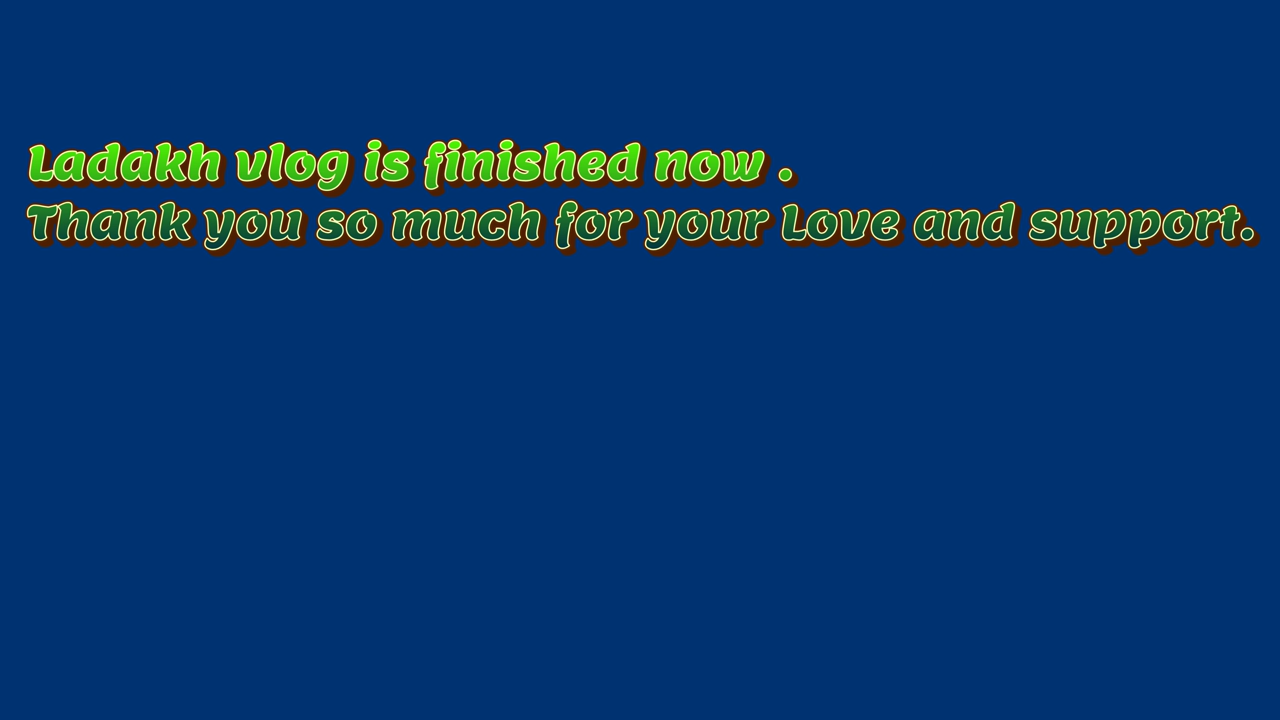 Ladakh vlog is finished now .
Thank you so much for your Love and support.